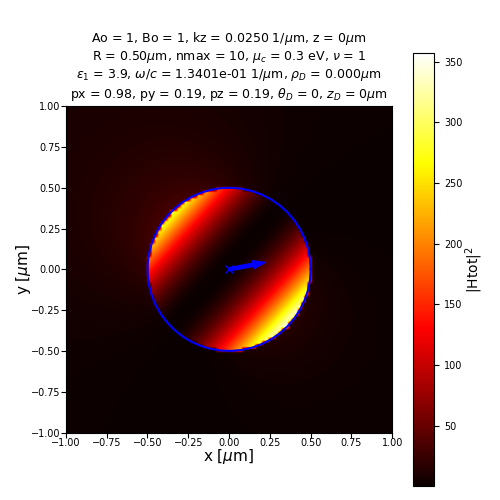 Ao = 1, Bo = 1, kz = 0.0250 1/μm, z = 0μm
R = 0.50μm, nmax = 10, μ_c = 0.3 eV, ν = 1
ε₁ = 3.9, ω/c = 1.3401e-01 1/μm, ρ_D = 0.000μm
px = 0.98, py = 0.19, pz = 0.19, θ_D = 0, z_D = 0μm
1.00
0.75
0.50
0.25
0.00
−0.25
−0.50
−0.75
−1.00
y [μm]
−1.00 −0.75 −0.50 −0.25 0.00 0.25 0.50 0.75 1.00
x [μm]
350
300
250
200
150
100
50
|Htot|²